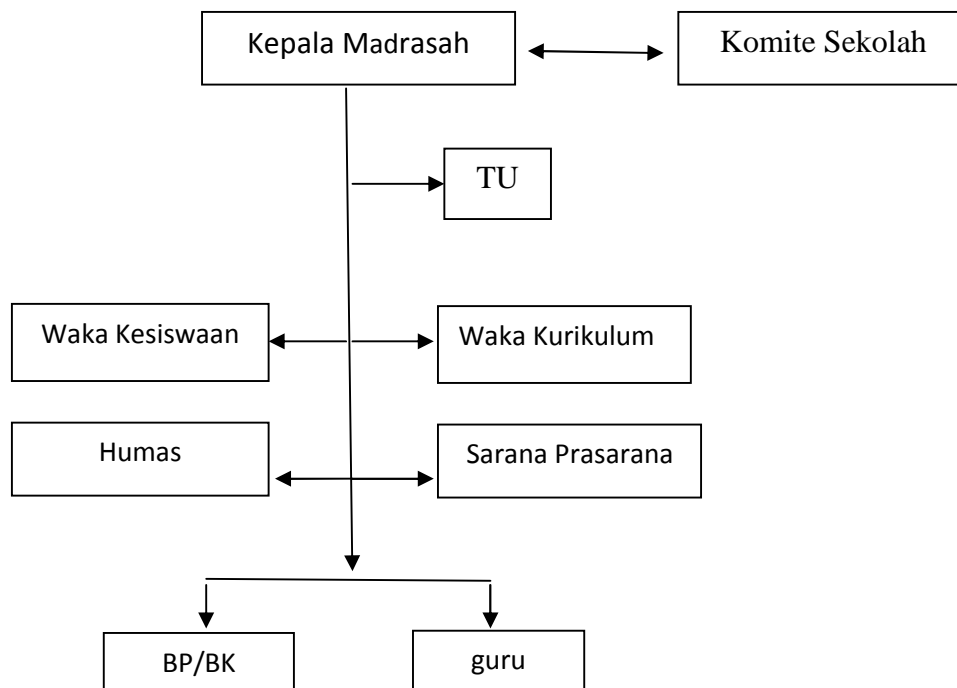 Kepala Madrasah
Komite Sekolah
TU
Waka Kesiswaan
Waka Kurikulum
Humas
Sarana Prasarana
BP/BK
guru